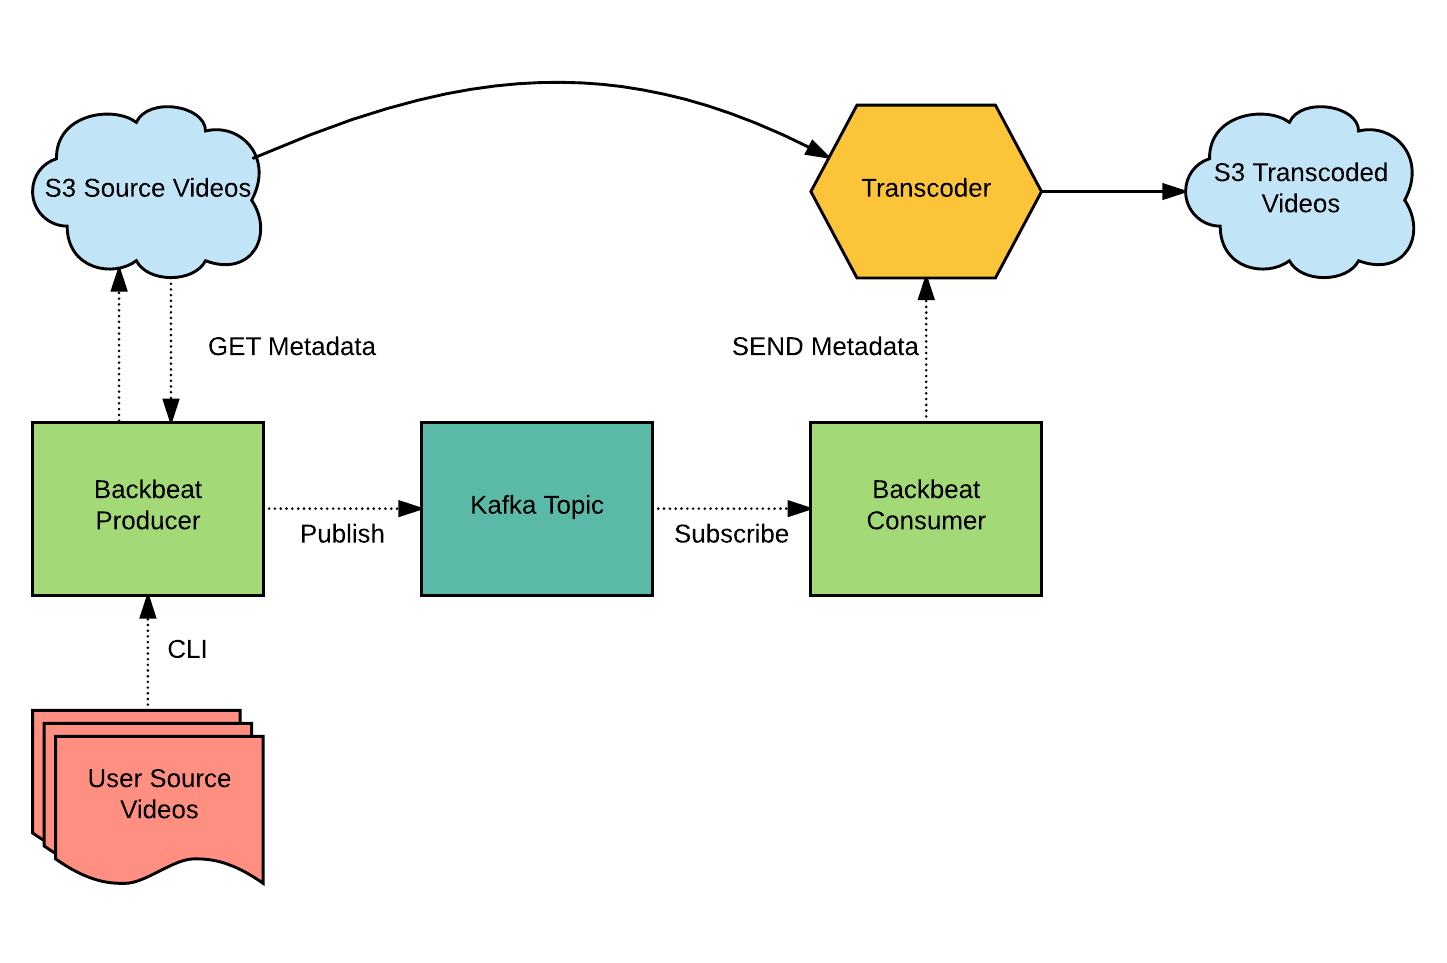 S3 Source Videos
Transcoder
S3 Transcoded
Videos
GET Metadata
SEND Metadata
Backbeat
Producer
Publish
Kafka Topic
Subscribe
Backbeat
Consumer
CLI
User Source
Videos